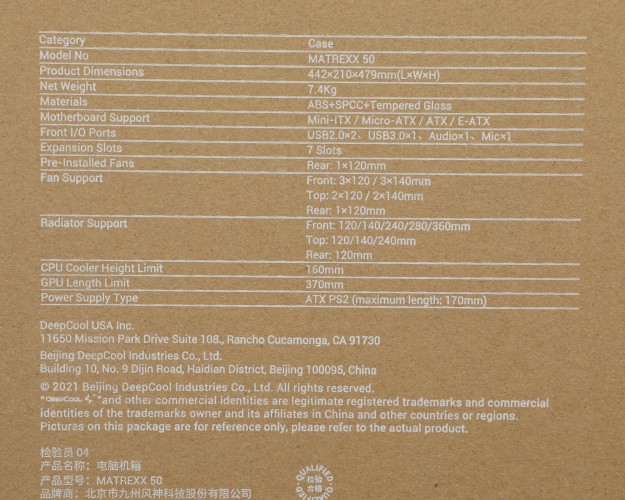 Category Case
Model No MATREXX 50
Product Dimensions 442×210×479mm(L×W×H)
Net Weight 7.4Kg
Materials ABS+SPCC+Tempered Glass
Motherboard Support Mini-ITX / Micro-ATX / ATX / E-ATX
Front I/O Ports USB2.0×2、USB3.0×1、Audio×1、Mic×1
Expansion Slots 7 Slots
Pre-Installed Fans Rear: 1×120mm
Fan Support Front: 3×120 / 3×140mm
Top: 2×120 / 2×140mm
Rear: 1×120mm
Radiator Support Front: 120/140/240/280/360mm
Top: 120/140/240mm
Rear: 120mm
CPU Cooler Height Limit 160mm
GPU Length Limit 370mm
Power Supply Type ATX PS2 (maximum length: 170mm)
DeepCool USA Inc.
11650 Mission Park Drive Suite 108., Rancho Cucamonga, CA 91730
Beijing DeepCool Industries Co., Ltd.
Building 10, No. 9 Dijin Road, Haidian District, Beijing 100095, China
© 2021 Beijing DeepCool Industries Co., Ltd. All rights reserved.
"DEEPCOOL"and other commercial identities are legitimate registered trademarks and commercial
identities of the trademarks owner and its affiliates in China and other countries or regions.
Pictures on this package are for reference only, please refer to the actual product.
检验员 04
产品名称：电脑机箱
产品型号：MATREXX 50
品牌商：北京市九州风神科技股份有限公司
QUALIFIED
检验
合格